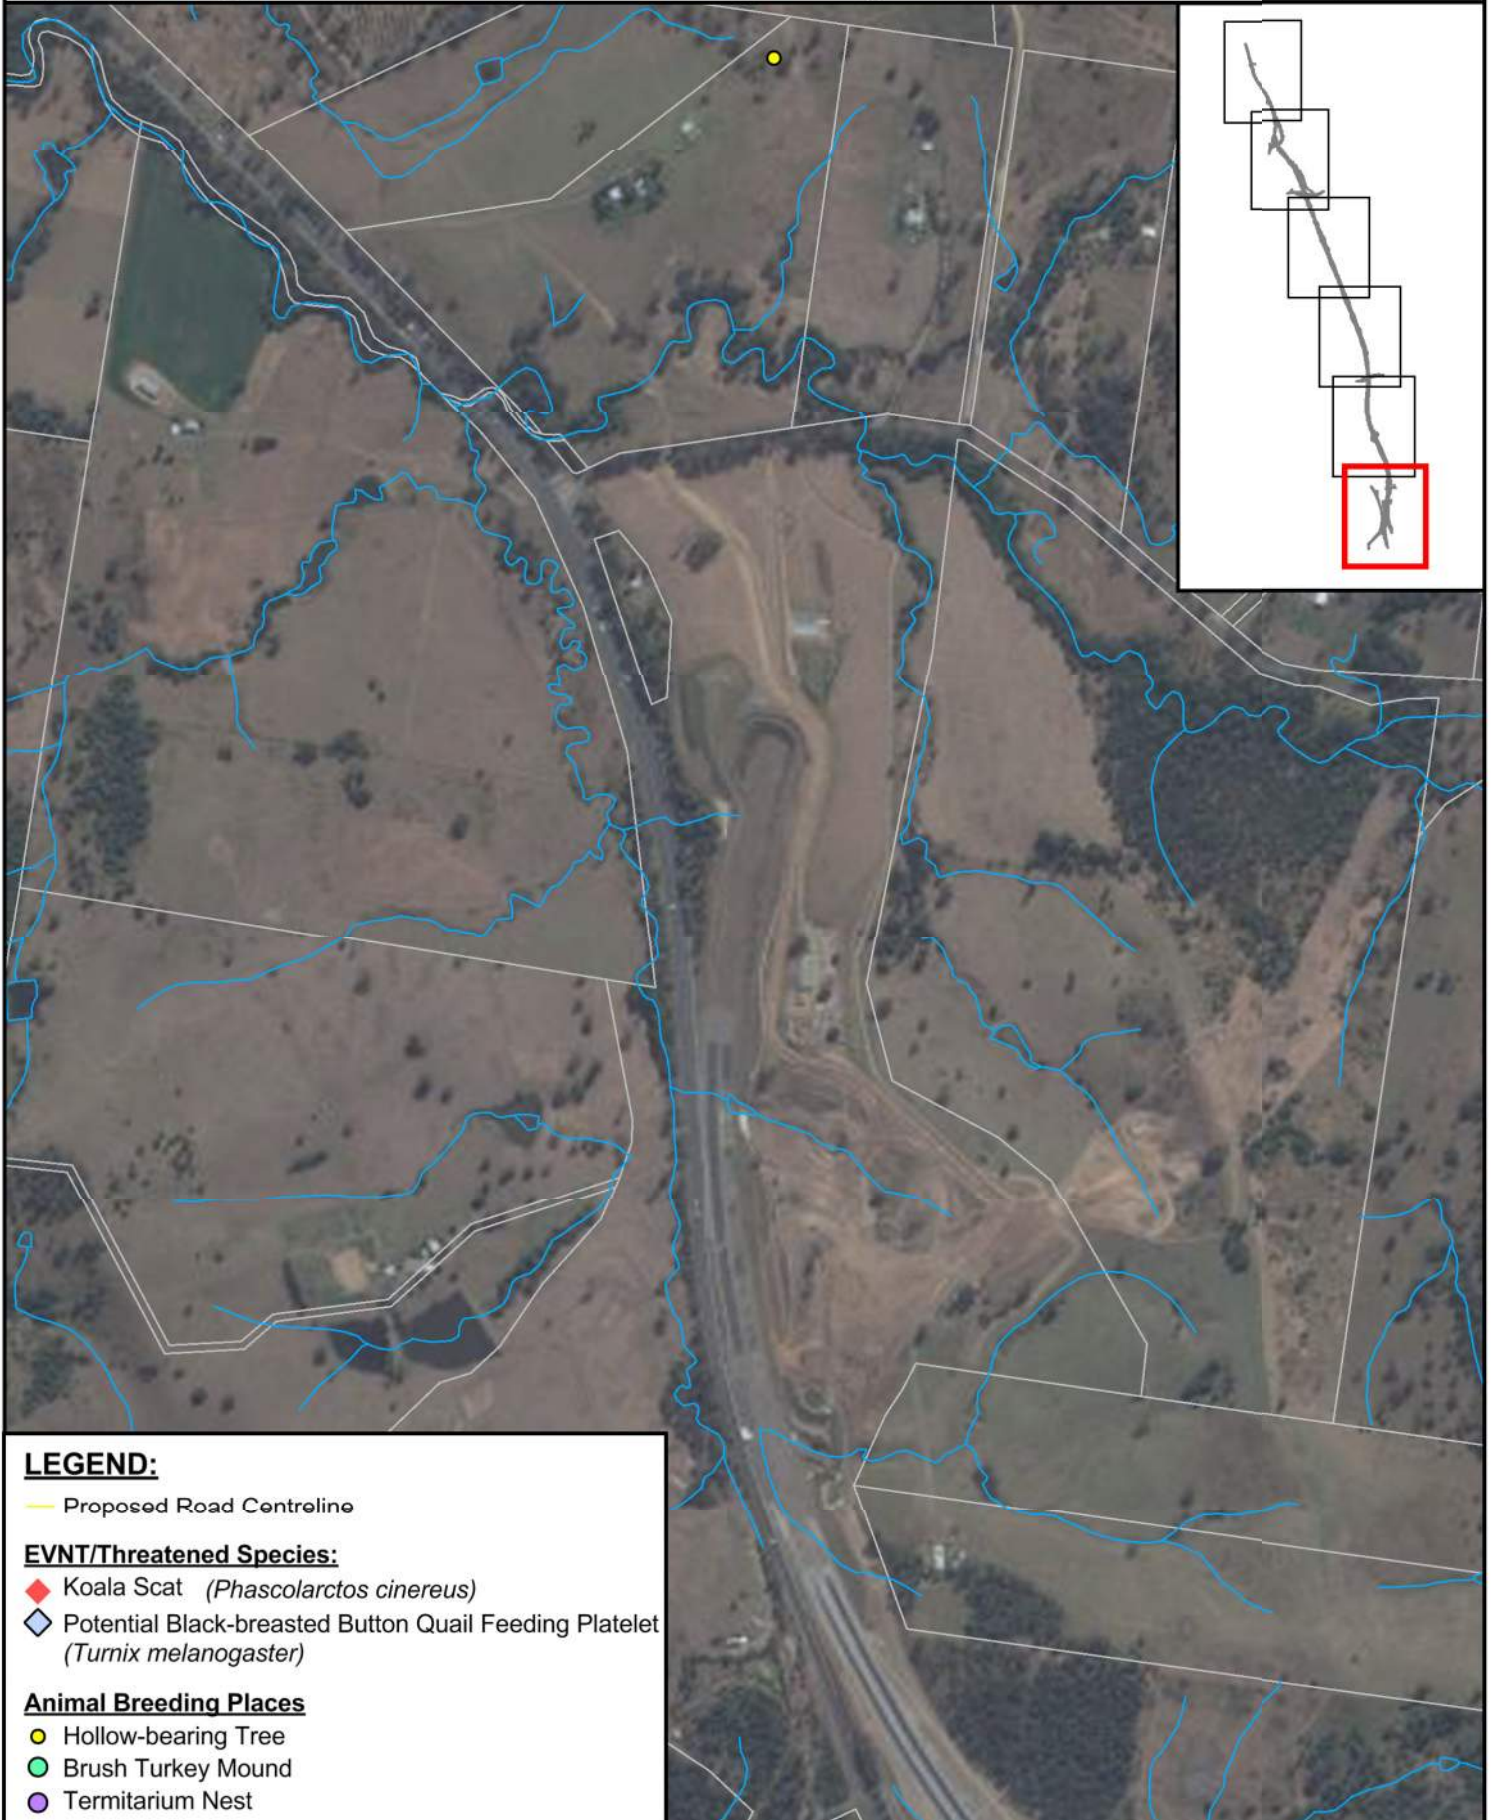 LEGEND:
Proposed Road Centreline
EVNT/Threatened Species:
Koala Scat (Phascolarctos cinereus)
Potential Black-breasted Button Quail Feeding Platelet
(Turnix melanogaster)
Animal Breeding Places
Hollow-bearing Tree
Brush Turkey Mound
Termitarium Nest